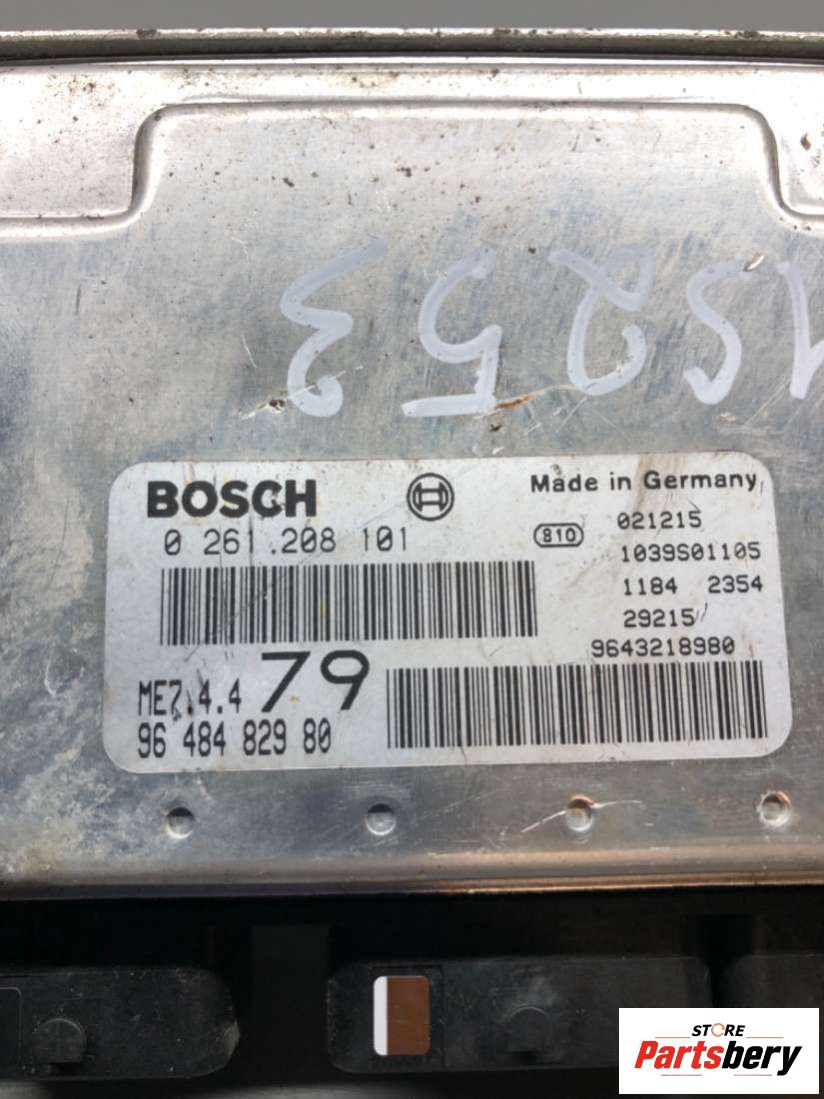 1S253
BOSCH
Made in Germany
0 261.208 101
810
021215
1039S01105
1184 2354
29215
9643218980
ME7.4.4 79
96 484 829 80
STORE
Partsbery